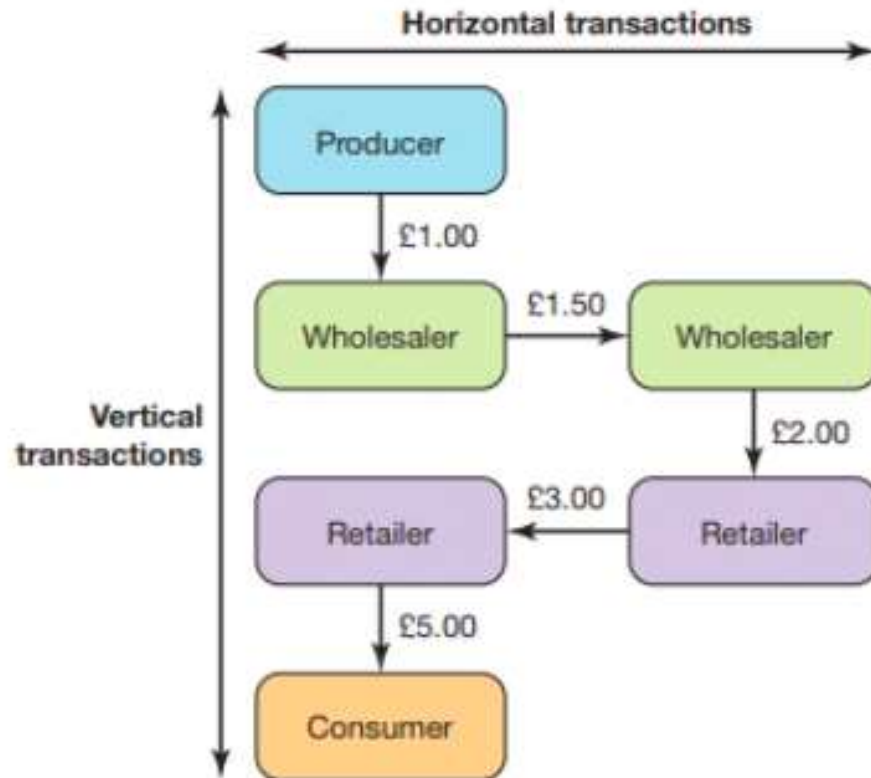 Horizontal transactions
Producer
£1.00
Wholesaler
£1.50
Wholesaler
Vertical
transactions
£2.00
Retailer
£3.00
Retailer
£5.00
Consumer